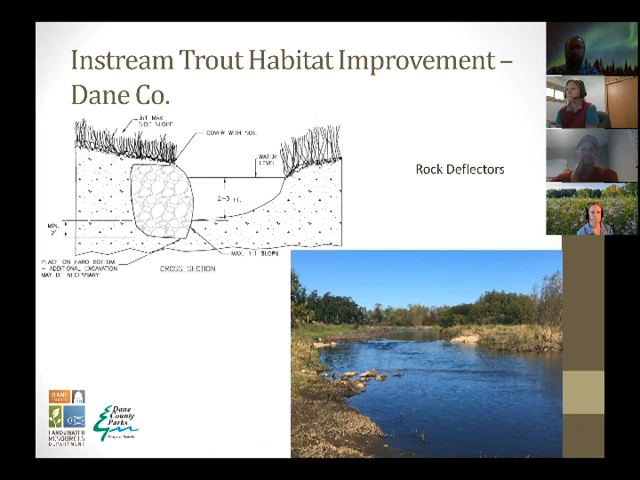 Instream Trout Habitat Improvement –
Dane Co.
3:1 MAX
SIDE SLOPE
COVER WITH SOIL
WATER
LEVEL
Rock Deflectors
2-3 FT.
MIN.
2'
MAX. 1:1 SLOPE
PLACE ON HARD BOTTOM
- ADDITIONAL EXCAVATION
MAY BE NECESSARY
CROSS SECTION
DANE
COUNTY
LAND & WATER
RESOURCES
DEPARTMENT
Dane
County
Parks